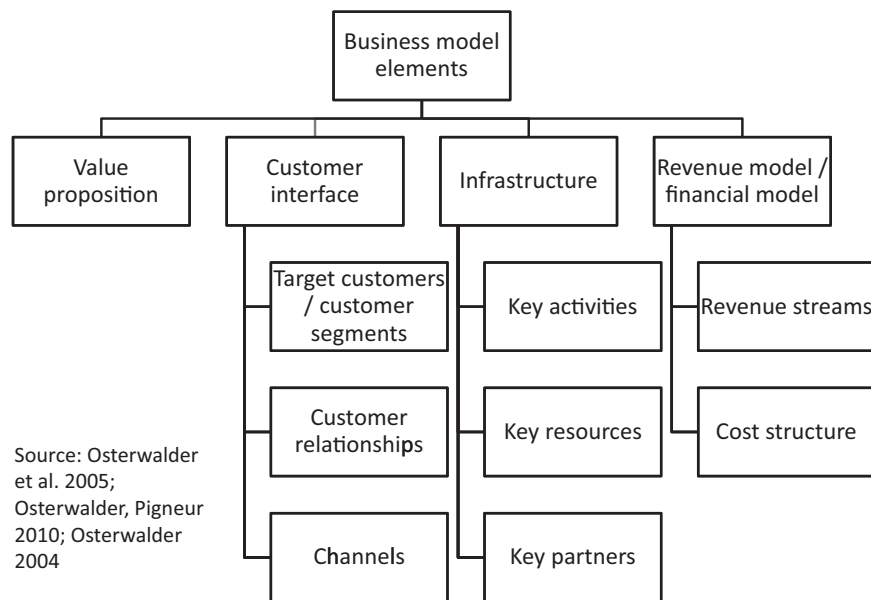 Business model
elements
Value
proposition
Customer
interface
Infrastructure
Revenue model /
financial model
Target customers
/ customer
segments
Key activities
Revenue streams
Customer
relationships
Key resources
Cost structure
Source: Osterwalder
et al. 2005;
Osterwalder, Pigneur
2010; Osterwalder
2004
Channels
Key partners